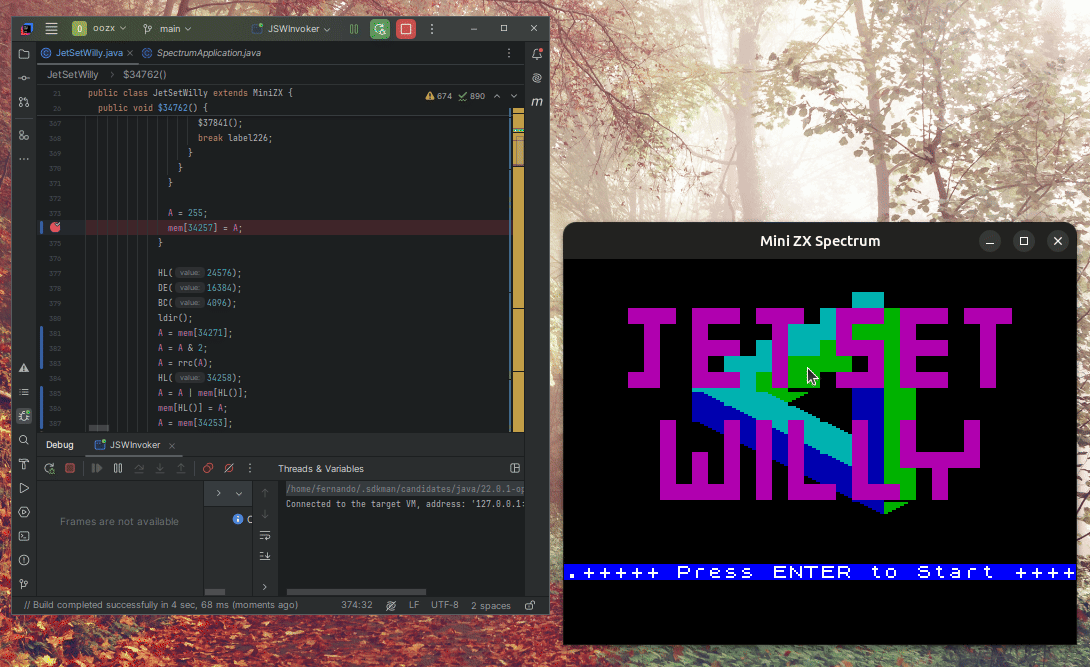 O oozx main JSWInvoker
JetSetWilly.java SpectrumApplication.java
JetSetWilly $34762()
21 public class JetSetWilly extends MiniZX { 674 890
26 public void $34762() {
367 $37841();
368 break label226;
369 }
370 }
371 }
372
373 A = 255;
mem[34257] = A;
375 }
376
377 HL( value: 24576);
378 DE( value: 16384);
379 BC( value: 4096);
380 ldir();
381 A = mem[34271];
382 A = A & 2;
383 A = rrc(A);
384 HL( value: 34258);
385 A = A | mem[HL()];
386 mem[HL()] = A;
387 A = mem[34253];
Debug JSWInvoker
Threads & Variables
/home/fernando/.sdkman/candidates/java/22.0.1-op
Connected to the target VM, address: '127.0.0.1:
Frames are not available
// Build completed successfully in 4 sec, 68 ms (moments ago) 374:32 LF UTF-8 2 spaces
Mini ZX Spectrum
JETSET
WILLY
.+++++ Press ENTER to Start ++++